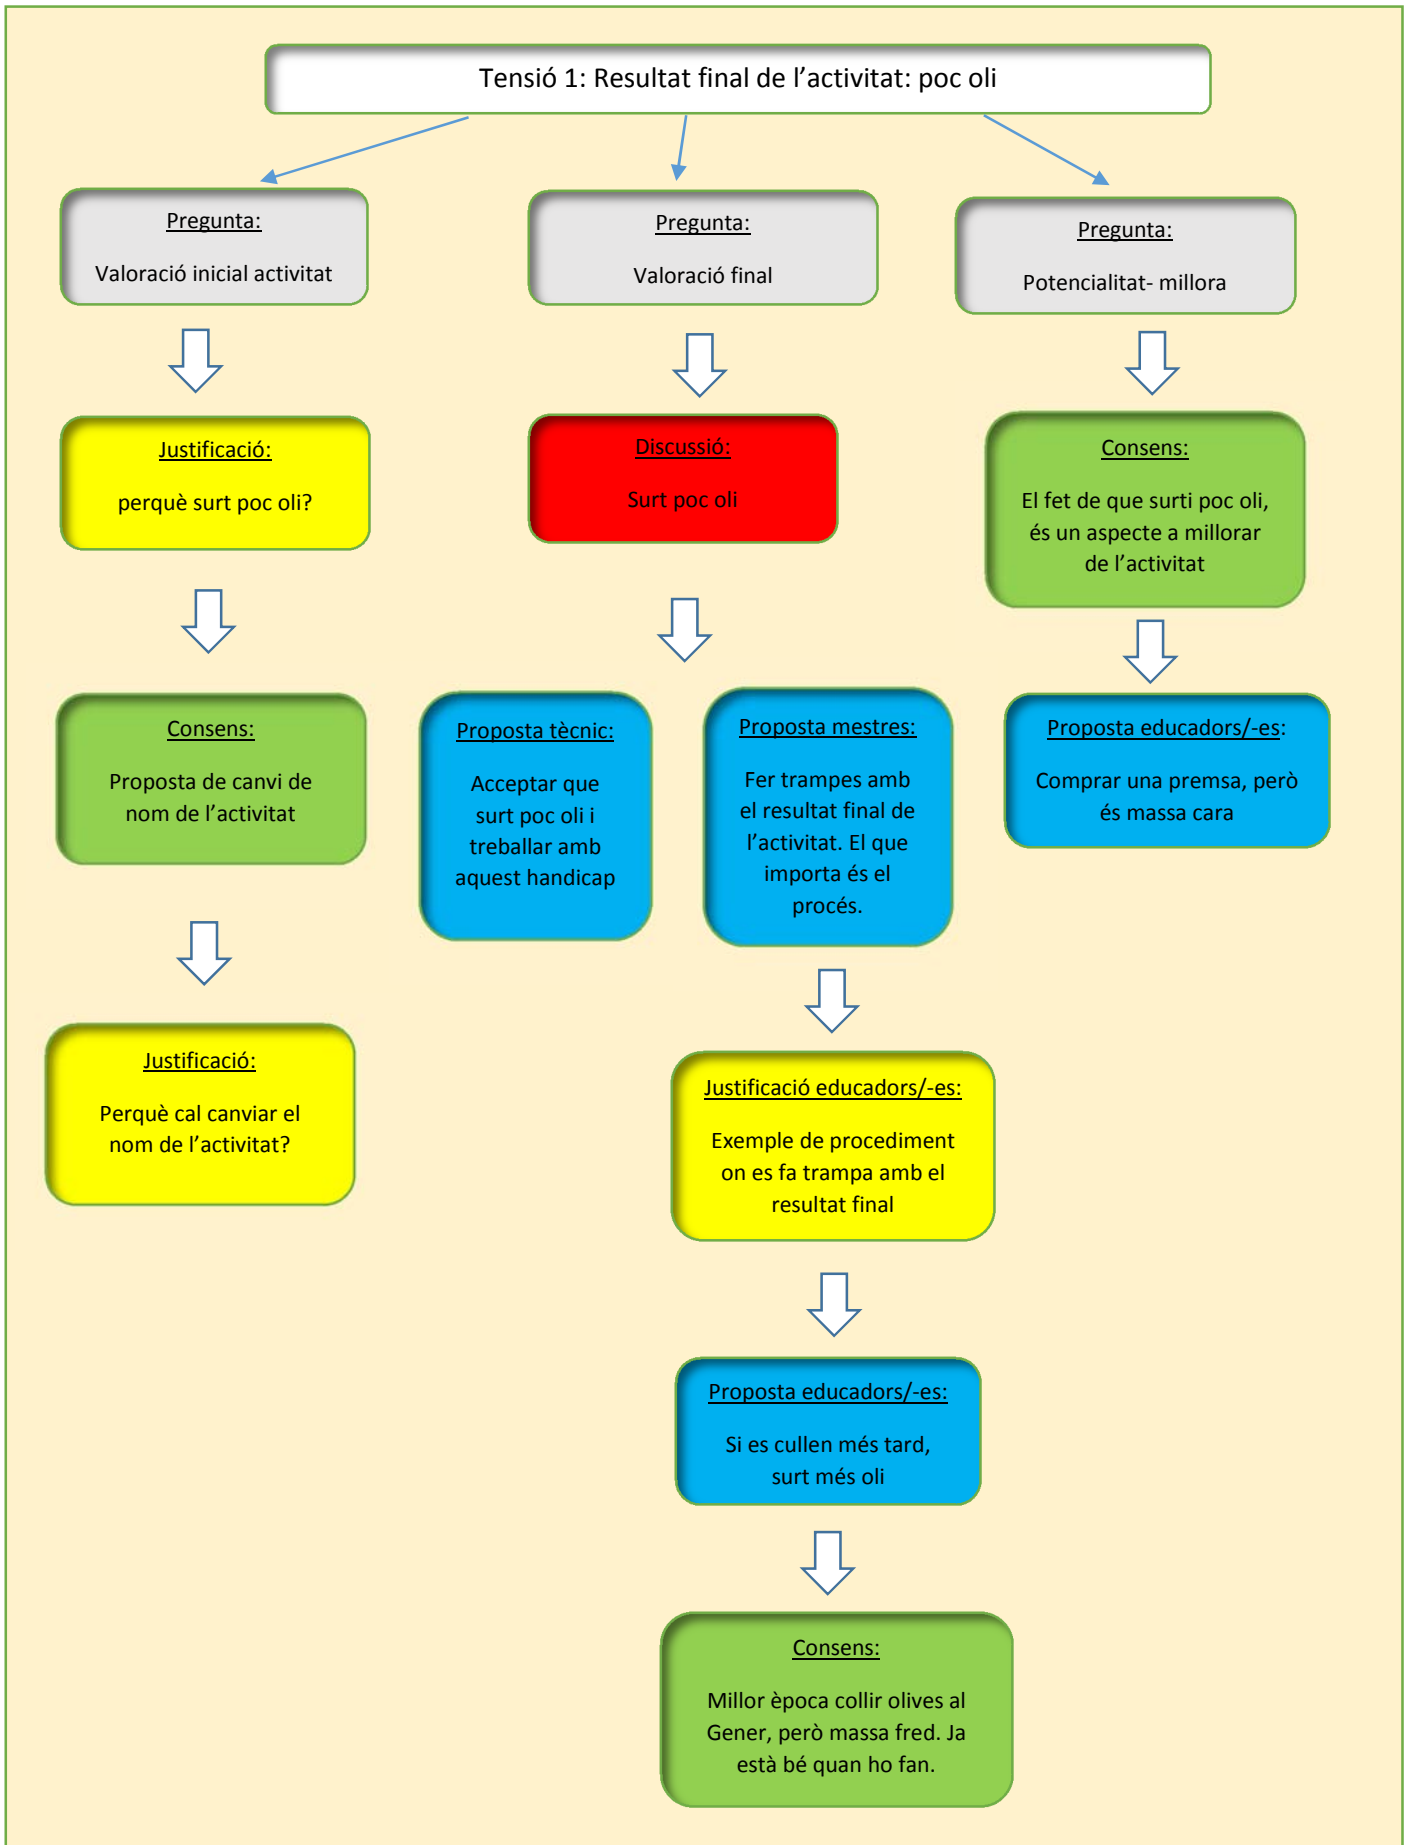 Tensió 1: Resultat final de l’activitat: poc oli
Pregunta:
Valoració inicial activitat
Pregunta:
Valoració final
Pregunta:
Potencialitat- millora
Justificació:
perquè surt poc oli?
Discussió:
Surt poc oli
Consens:
El fet de que surti poc oli,
és un aspecte a millorar
de l’activitat
Consens:
Proposta de canvi de
nom de l’activitat
Proposta tècnic:
Acceptar que
surt poc oli i
treballar amb
aquest handicap
Proposta mestres:
Fer trampes amb
el resultat final de
l’activitat. El que
importa és el
procés.
Proposta educadors/-es:
Comprar una premsa, però
és massa cara
Justificació:
Perquè cal canviar el
nom de l’activitat?
Justificació educadors/-es:
Exemple de procediment
on es fa trampa amb el
resultat final
Proposta educadors/-es:
Si es cullen més tard,
surt més oli
Consens:
Millor època collir olives al
Gener, però massa fred. Ja
està bé quan ho fan.